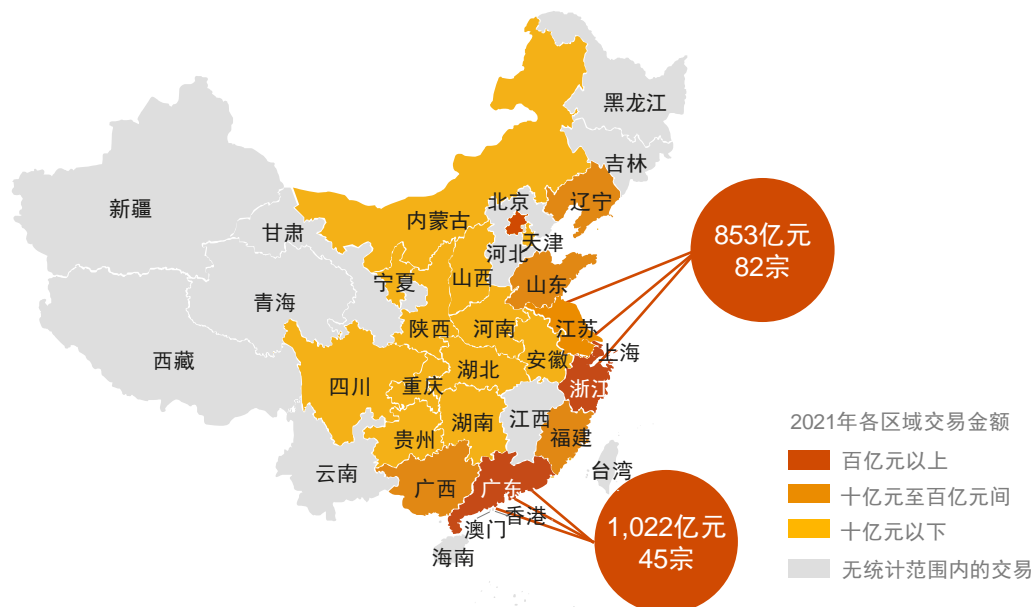 黑龙江
吉林
新疆
北京
辽宁
甘肃
内蒙古
天津
河北
宁夏
山西
山东
青海
陕西
河南
江苏
西藏
上海
安徽
湖北
四川
重庆
浙江
江西
湖南
贵州
福建
云南
台湾
广西
广东
香港
澳门
海南
853亿元
82宗
1,022亿元
45宗
2021年各区域交易金额
百亿元以上
十亿元至百亿元间
十亿元以下
无统计范围内的交易